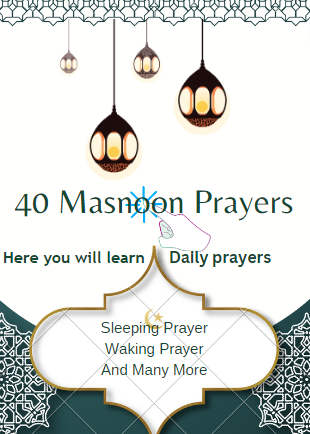 40 Masnoon Prayers
Here you will learn Daily prayers
Sleeping Prayer
Waking Prayer
And Many More